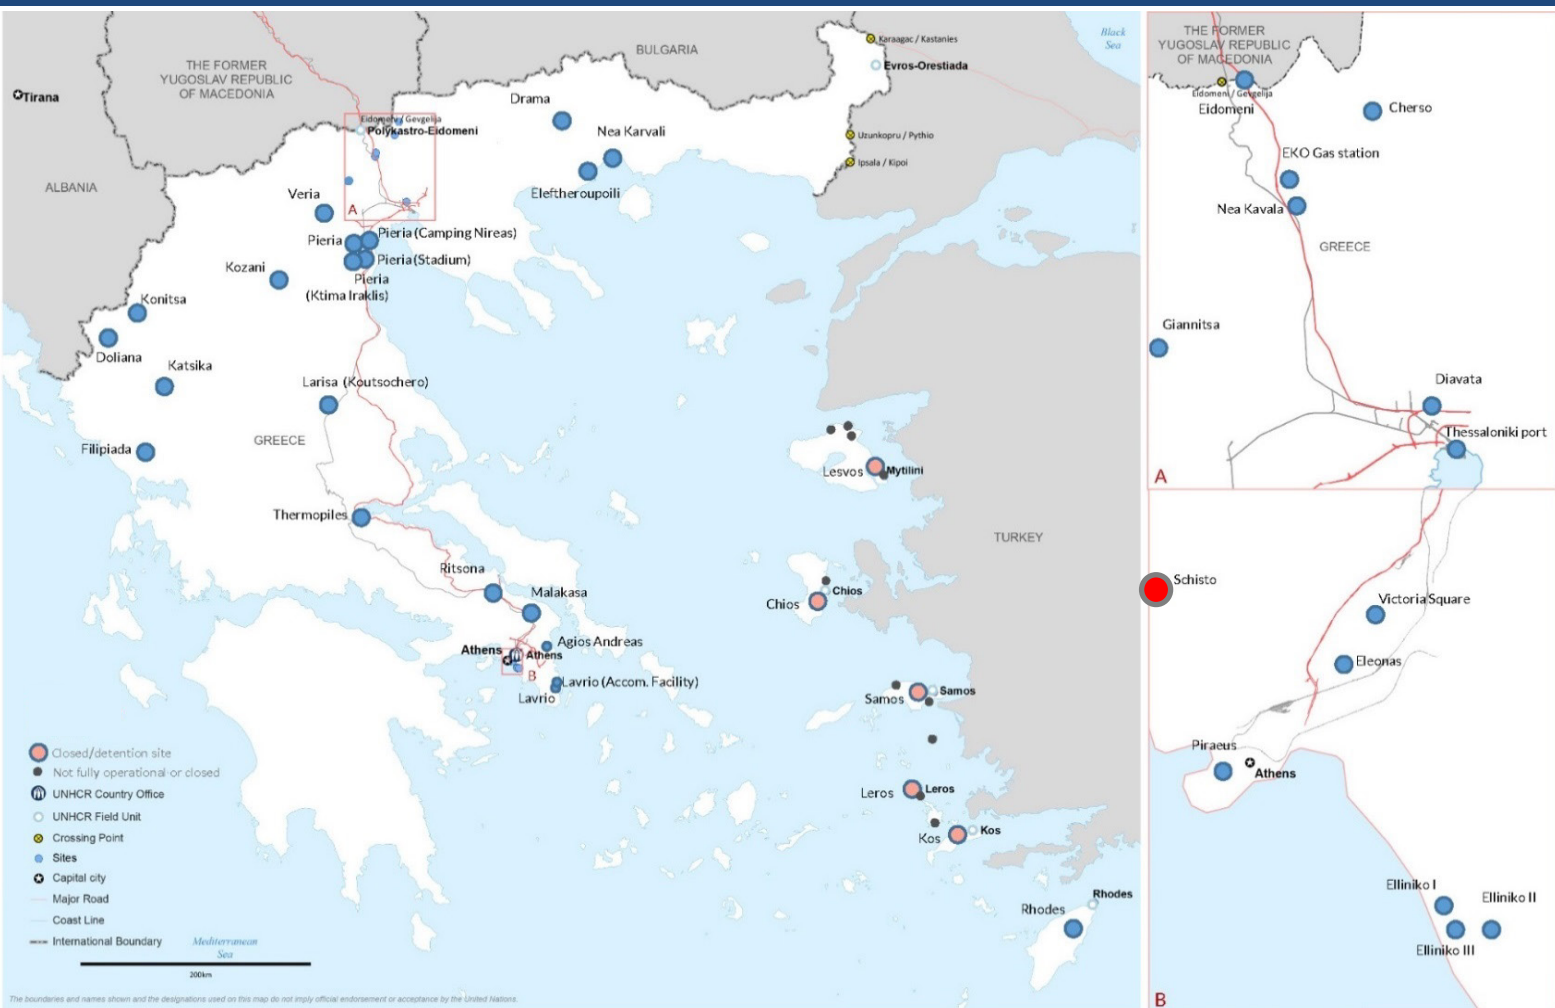 BULGARIA
Black
Sea
Karaagac / Kastanies
Evros-Orestiada
THE FORMER
YUGOSLAV REPUBLIC
OF MACEDONIA
Tirana
Drama
Eidomeni / Gevgelija
Polykastro-Eidomeni
Nea Karvali
Uzunkopru / Pythio
Ipsala / Kipoi
ALBANIA
Veria
Eleftheroupoili
A
Pieria
Pieria (Camping Nireas)
Pieria (Stadium)
Kozani
Pieria
(Ktima Iraklis)
Konitsa
Doliana
Katsika
Larisa (Koutsochero)
GREECE
Filipiada
Lesvos
Mytilini
Thermopiles
TURKEY
Ritsona
Malakasa
Chios
Chios
Agios Andreas
Athens
Athens
B
Lavrio (Accom. Facility)
Lavrio
Samos
Samos
Leros
Leros
Kos
Kos
Rhodes
Rhodes
Closed/detention site
Not fully operational or closed
UNHCR Country Office
UNHCR Field Unit
Crossing Point
Sites
Capital city
Major Road
Coast Line
International Boundary
Mediterranean
Sea
200km
The boundaries and names shown and the designations used on this map do not imply official endorsement or acceptance by the United Nations.
THE FORMER
YUGOSLAV REPUBLIC
OF MACEDONIA
Eidomeni / Gevgelija
Eidomeni
Cherso
EKO Gas station
Nea Kavala
GREECE
Giannitsa
Diavata
Thessaloniki port
A
Schisto
Victoria Square
Eleonas
Piraeus
Athens
Elliniko I
Elliniko II
Elliniko III
B